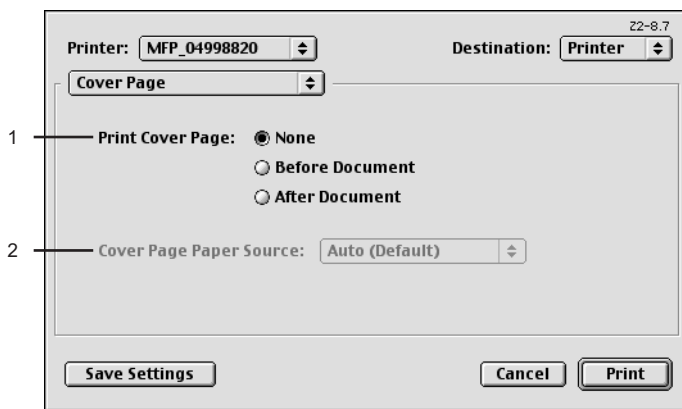 Z2-8.7
Printer: MFP_04998820 Destination: Printer
Cover Page
1 Print Cover Page: None
Before Document
After Document
2 Cover Page Paper Source: Auto (Default)
Save Settings Cancel Print